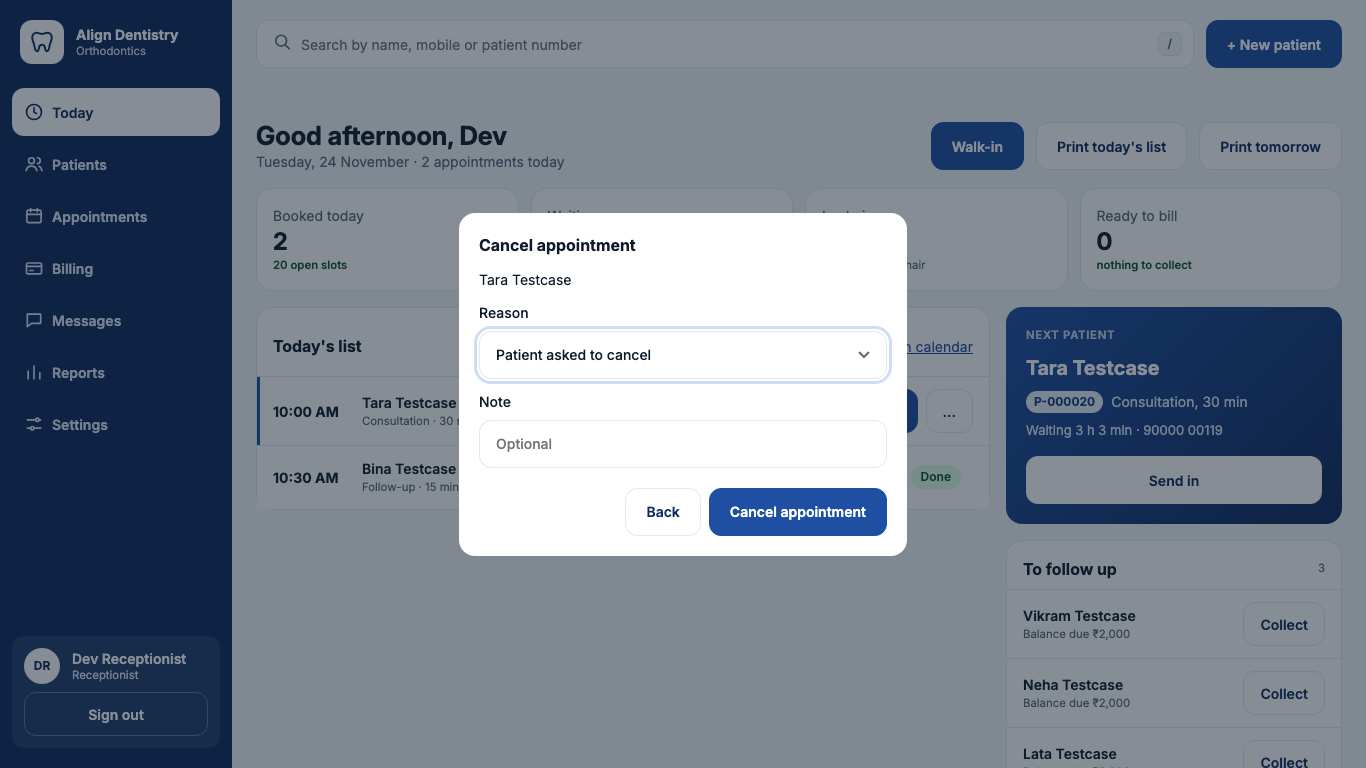 Align Dentistry
Orthodontics
Today
Patients
Appointments
Billing
Messages
Reports
Settings
DR
Dev Receptionist
Receptionist
Sign out
Search by name, mobile or patient number
/
+ New patient
Good afternoon, Dev
Tuesday, 24 November · 2 appointments today
Walk-in
Print today's list
Print tomorrow
Booked today
2
20 open slots
Ready to bill
0
nothing to collect
Today's list
calendar
10:00 AM
Tara Testcase
Consultation · 30
...
10:30 AM
Bina Testcase
Follow-up · 15 min
Done
Cancel appointment
Tara Testcase
Reason
Patient asked to cancel
Note
Optional
Back
Cancel appointment
NEXT PATIENT
Tara Testcase
P-000020
Consultation, 30 min
Waiting 3 h 3 min · 90000 00119
Send in
To follow up
3
Vikram Testcase
Balance due ₹2,000
Collect
Neha Testcase
Balance due ₹2,000
Collect
Lata Testcase
Collect